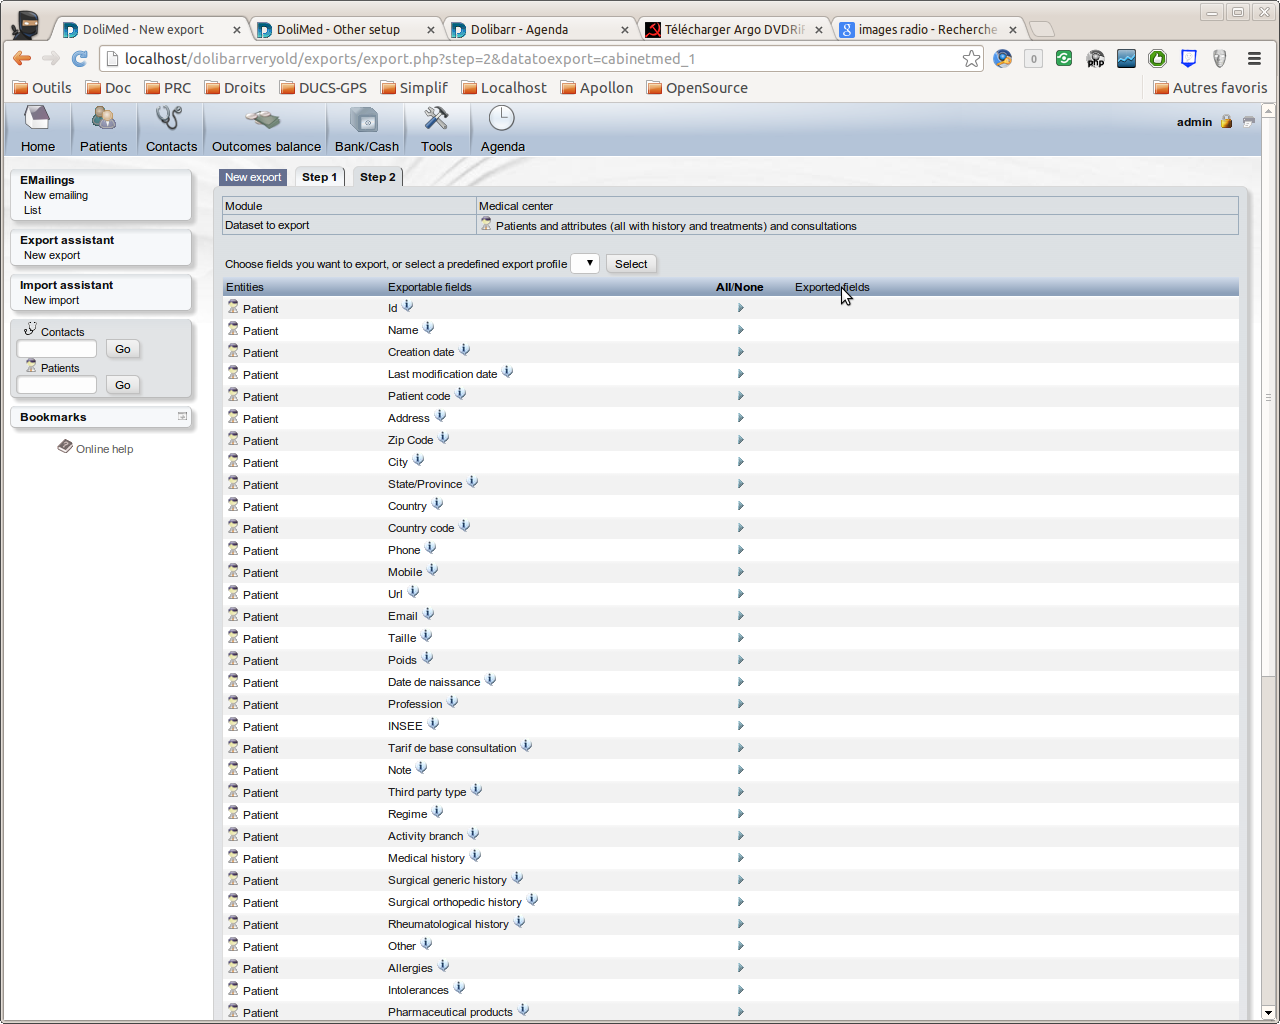 DoliMed - New export
DoliMed - Other setup
Dolibarr - Agenda
Télécharger Argo DVDRi
images radio - Recherche
localhost/dolibarrveryold/exports/export.php?step=2&datatoexport=cabinetmed_1
0
php
Outils
Doc
PRC
Droits
DUCS-GPS
Simplif
Localhost
Apollon
OpenSource
Autres favoris
Home
Patients
Contacts
Outcomes balance
Bank/Cash
Tools
Agenda
admin
EMailings
New emailing
List
Export assistant
New export
Import assistant
New import
Contacts
Go
Patients
Go
Bookmarks
Online help
New export
Step 1
Step 2
Module Medical center
Dataset to export Patients and attributes (all with history and treatments) and consultations
Choose fields you want to export, or select a predefined export profile Select
Entities Exportable fields All/None Exported fields
Patient Id
Patient Name
Patient Creation date
Patient Last modification date
Patient Patient code
Patient Address
Patient Zip Code
Patient City
Patient State/Province
Patient Country
Patient Country code
Patient Phone
Patient Mobile
Patient Url
Patient Email
Patient Taille
Patient Poids
Patient Date de naissance
Patient Profession
Patient INSEE
Patient Tarif de base consultation
Patient Note
Patient Third party type
Patient Regime
Patient Activity branch
Patient Medical history
Patient Surgical generic history
Patient Surgical orthopedic history
Patient Rheumatological history
Patient Other
Patient Allergies
Patient Intolerances
Patient Pharmaceutical products